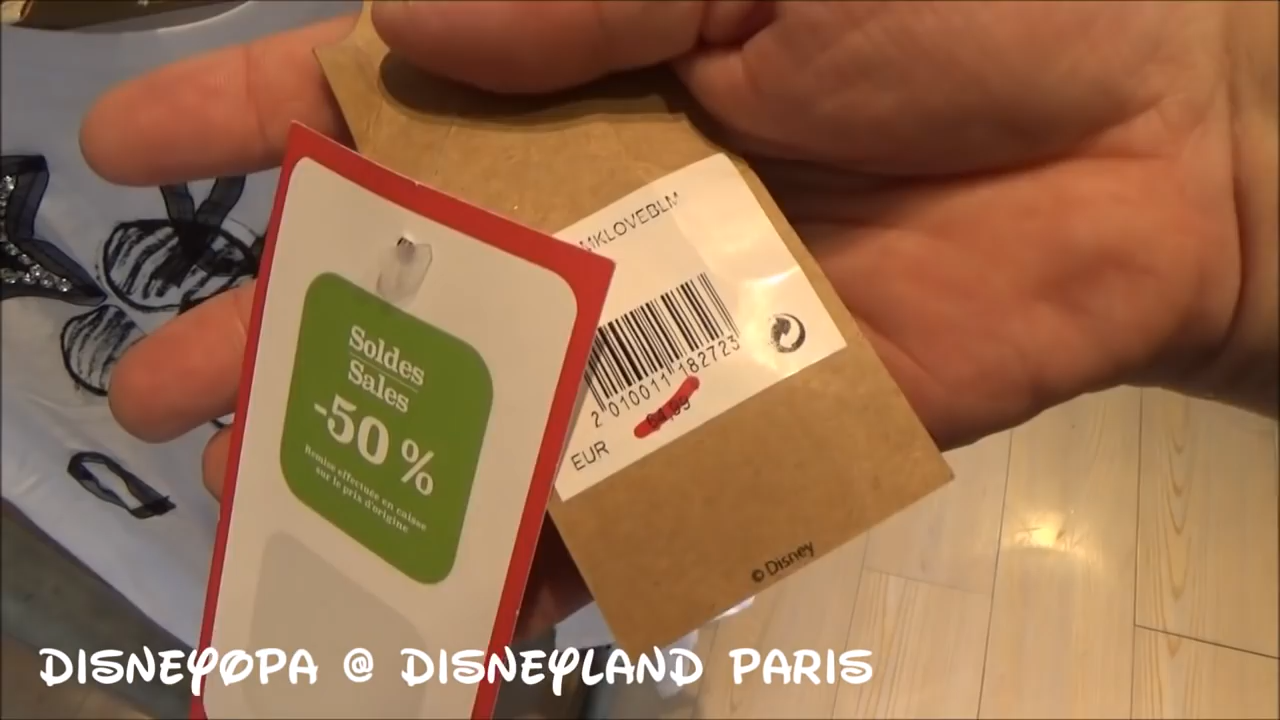 MKLOVEBLM
2 010011 182723
EUR
Soldes
Sales
-50 %
Remise effectuée en caisse
sur le prix d'origine
© Disney
DISNEYOPA @ DISNEYLAND PARIS